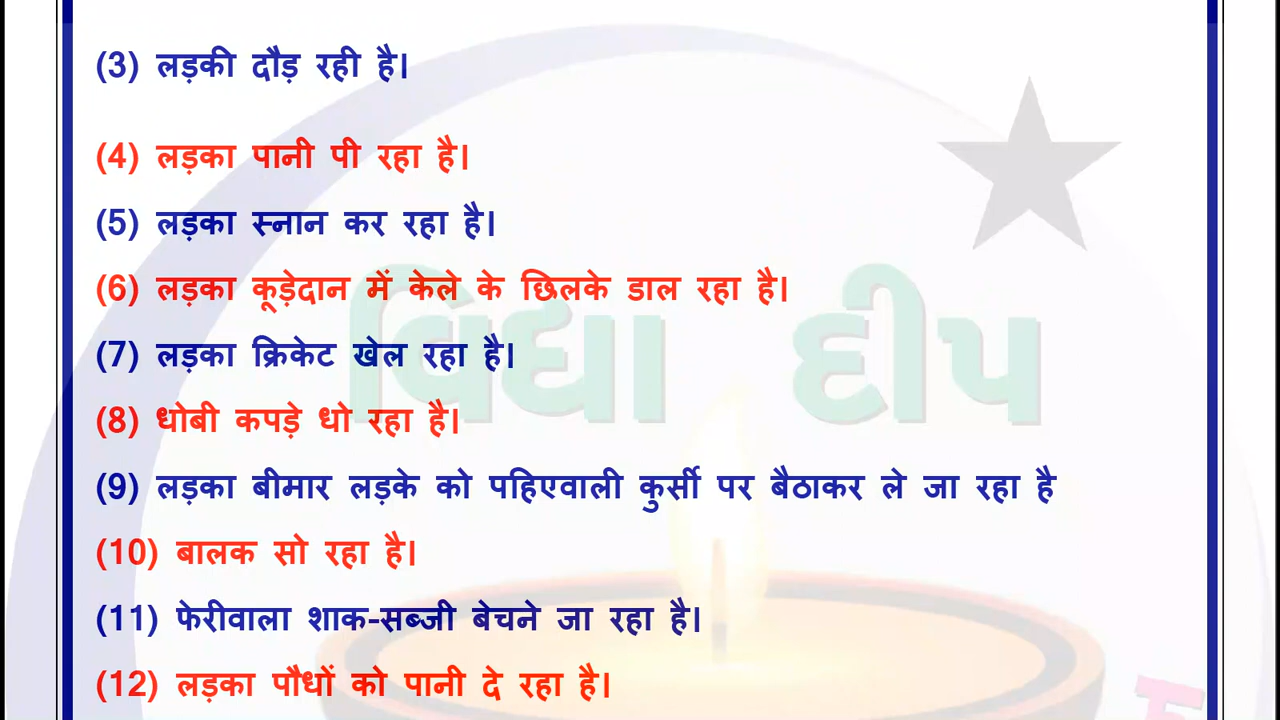 (3) लड़की दौड़ रही है।
(4) लड़का पानी पी रहा है।
(5) लड़का स्नान कर रहा है।
(6) लड़का कूड़ेदान में केले के छिलके डाल रहा है।
વિદ્યા દીપ
(7) लड़का क्रिकेट खेल रहा है।
(8) धोबी कपड़े धो रहा है।
(9) लड़का बीमार लड़के को पहिएवाली कुर्सी पर बैठाकर ले जा रहा है
(10) बालक सो रहा है।
(11) फेरीवाला शाक-सब्जी बेचने जा रहा है।
(12) लड़का पौधों को पानी दे रहा है।